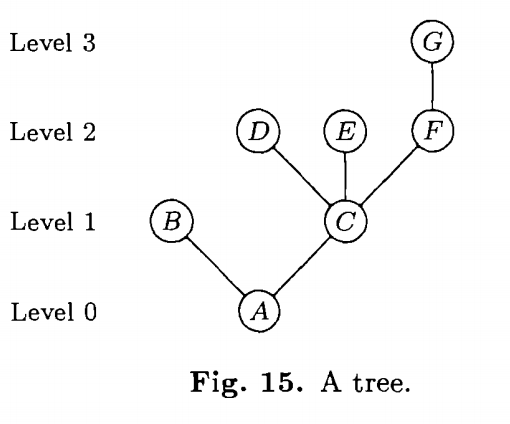 Level 3 G
Level 2 D E F
Level 1 B C
Level 0 A
Fig. 15. A tree.